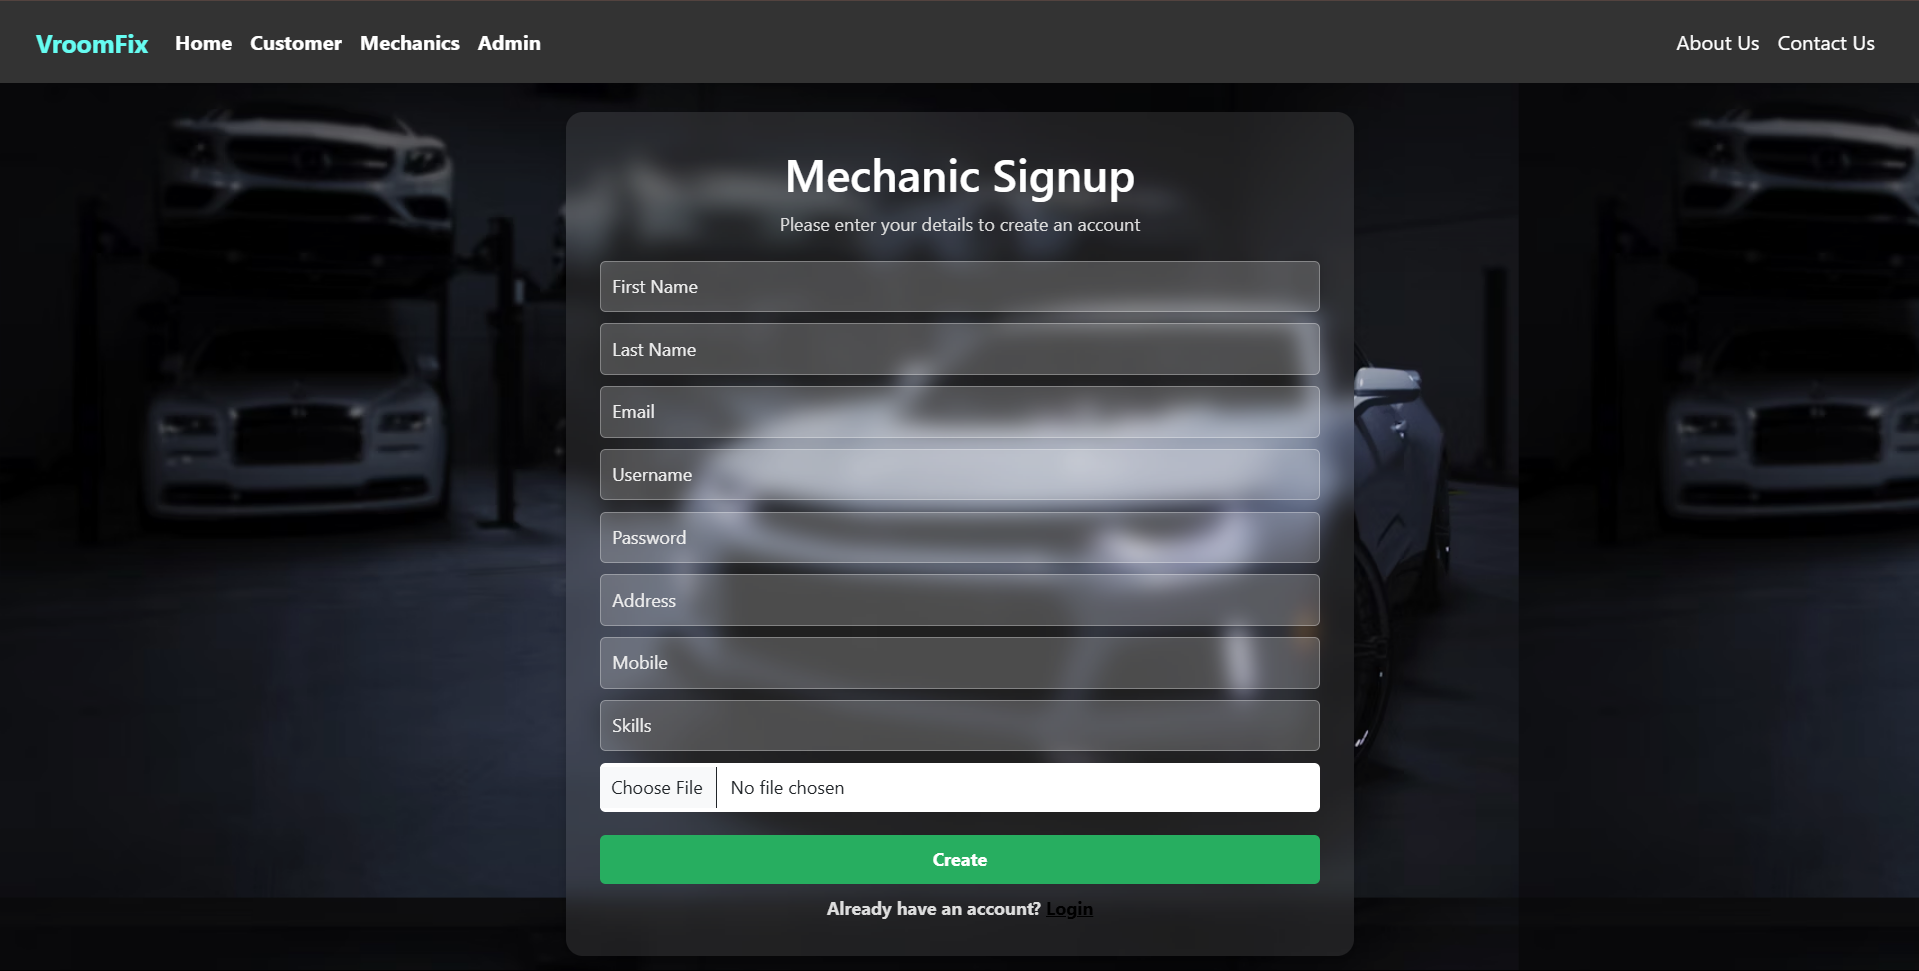 VroomFix Home Customer Mechanics Admin About Us Contact Us
Mechanic Signup
Please enter your details to create an account
First Name
Last Name
Email
Username
Password
Address
Mobile
Skills
Choose File No file chosen
Create
Already have an account? Login